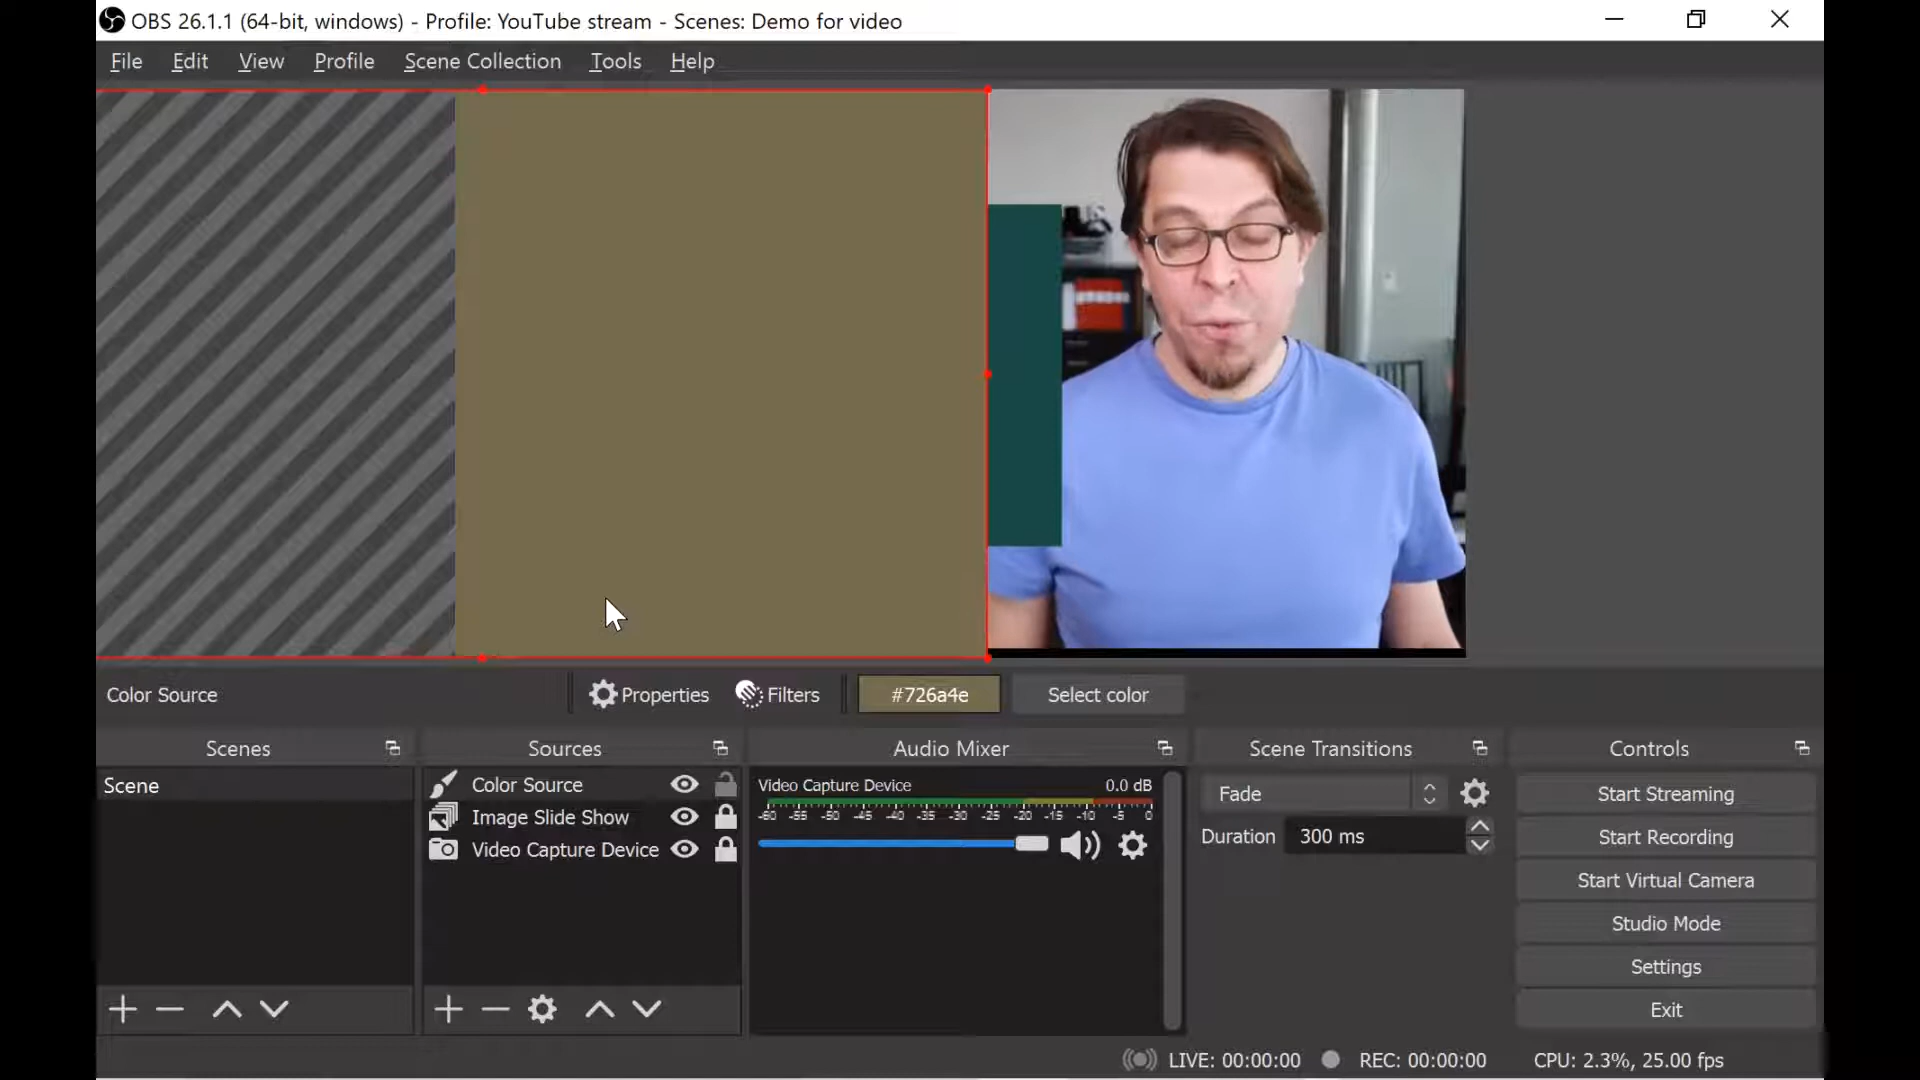 OBS 26.1.1 (64-bit, windows) - Profile: YouTube stream - Scenes: Demo for video
File Edit View Profile Scene Collection Tools Help
Color Source Properties Filters #726a4e Select color
Scenes Sources Audio Mixer Scene Transitions Controls
Scene
Color Source
Image Slide Show
Video Capture Device
Video Capture Device 0.0 dB
-60 -55 -50 -45 -40 -35 -30 -25 -20 -15 -10 -5 0
Fade
Duration 300 ms
Start Streaming
Start Recording
Start Virtual Camera
Studio Mode
Settings
Exit
LIVE: 00:00:00 REC: 00:00:00 CPU: 2.3%, 25.00 fps